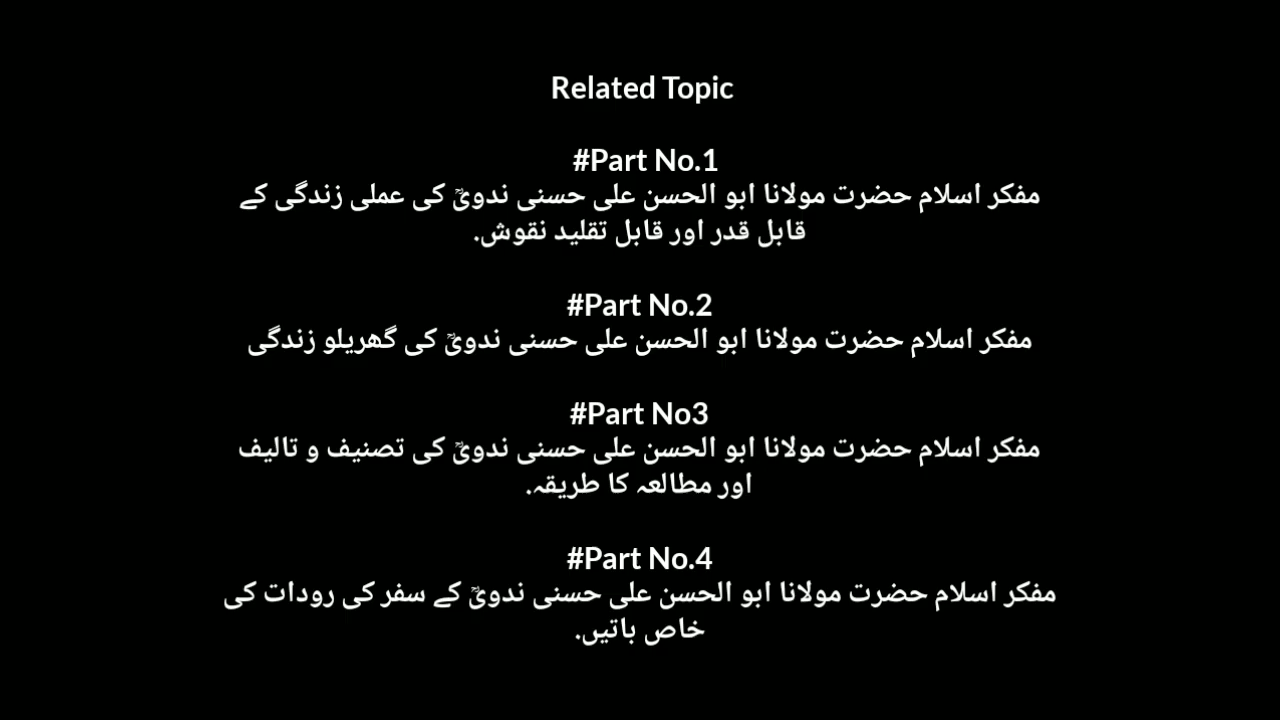 Related Topic
#Part No.1
مفکر اسلام حضرت مولانا ابو الحسن علی حسنی ندویؒ کی عملی زندگی کے
قابل قدر اور قابل تقلید نقوش.
#Part No.2
مفکر اسلام حضرت مولانا ابو الحسن علی حسنی ندویؒ کی گھریلو زندگی
#Part No3
مفکر اسلام حضرت مولانا ابو الحسن علی حسنی ندویؒ کی تصنیف و تالیف
اور مطالعہ کا طریقہ.
#Part No.4
مفکر اسلام حضرت مولانا ابو الحسن علی حسنی ندویؒ کے سفر کی رودات کی
خاص باتیں.